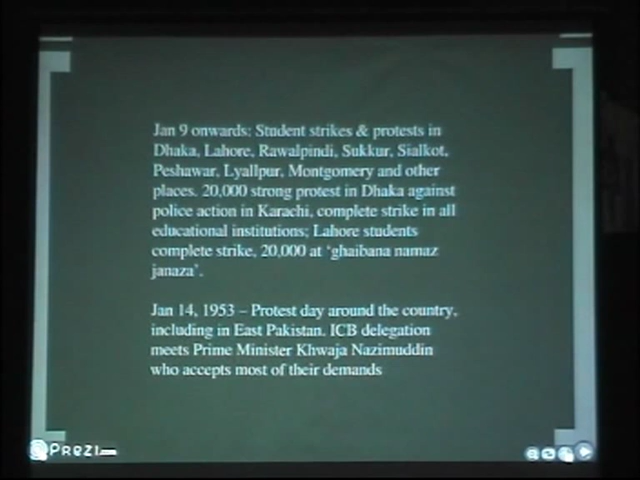 Jan 9 onwards: Student strikes & protests in
Dhaka, Lahore, Rawalpindi, Sukkur, Sialkot,
Peshawar, Lyallpur, Montgomery and other
places. 20,000 strong protest in Dhaka against
police action in Karachi, complete strike in all
educational institutions; Lahore students
complete strike, 20,000 at ‘ghaibana namaz
janaza’.
Jan 14, 1953 – Protest day around the country,
including in East Pakistan. ICB delegation
meets Prime Minister Khwaja Nazimuddin
who accepts most of their demands
PREZI.com